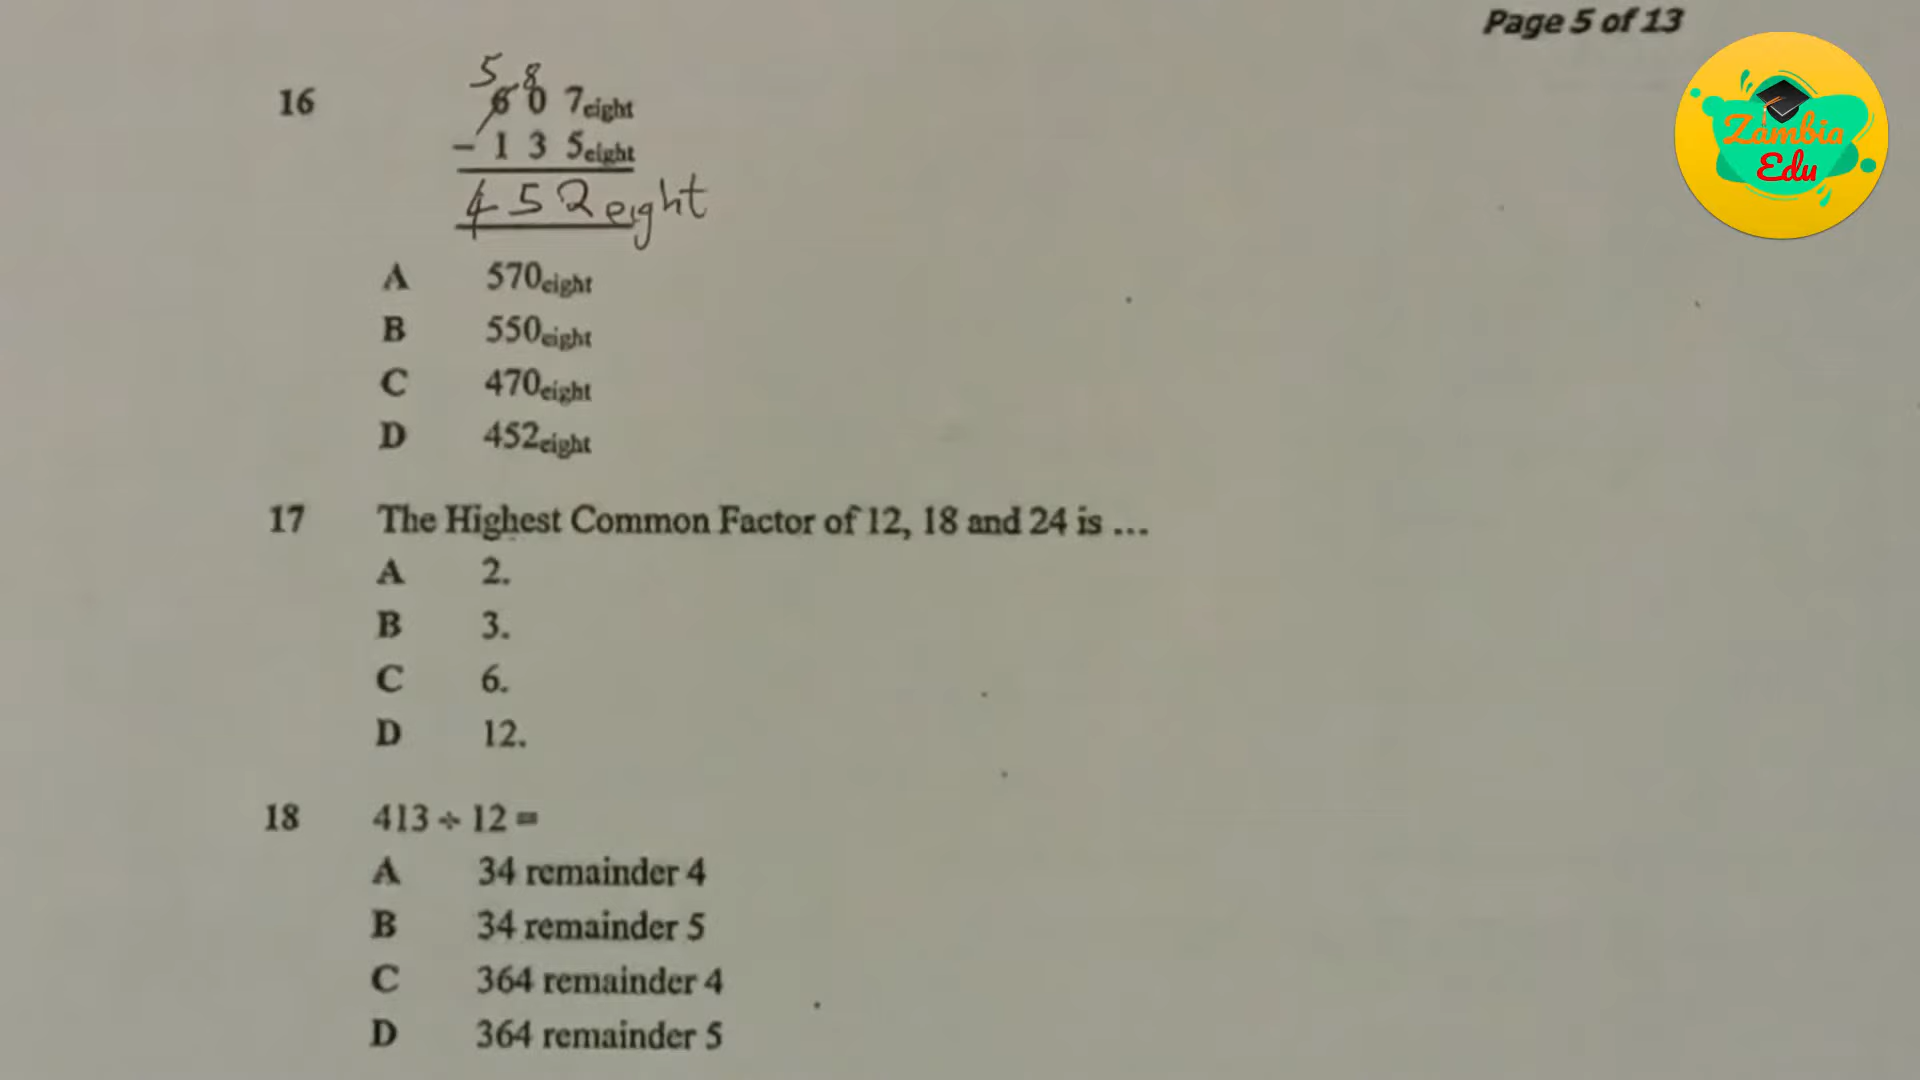 Page 5 of 13
Zambia
Edu
5 8
16 6 0 7eight
- 1 3 5eight
4 5 2 eight
A 570eight
B 550eight
C 470eight
D 452eight
17 The Highest Common Factor of 12, 18 and 24 is ...
A 2.
B 3.
C 6.
D 12.
18 413 ÷ 12 =
A 34 remainder 4
B 34 remainder 5
C 364 remainder 4
D 364 remainder 5